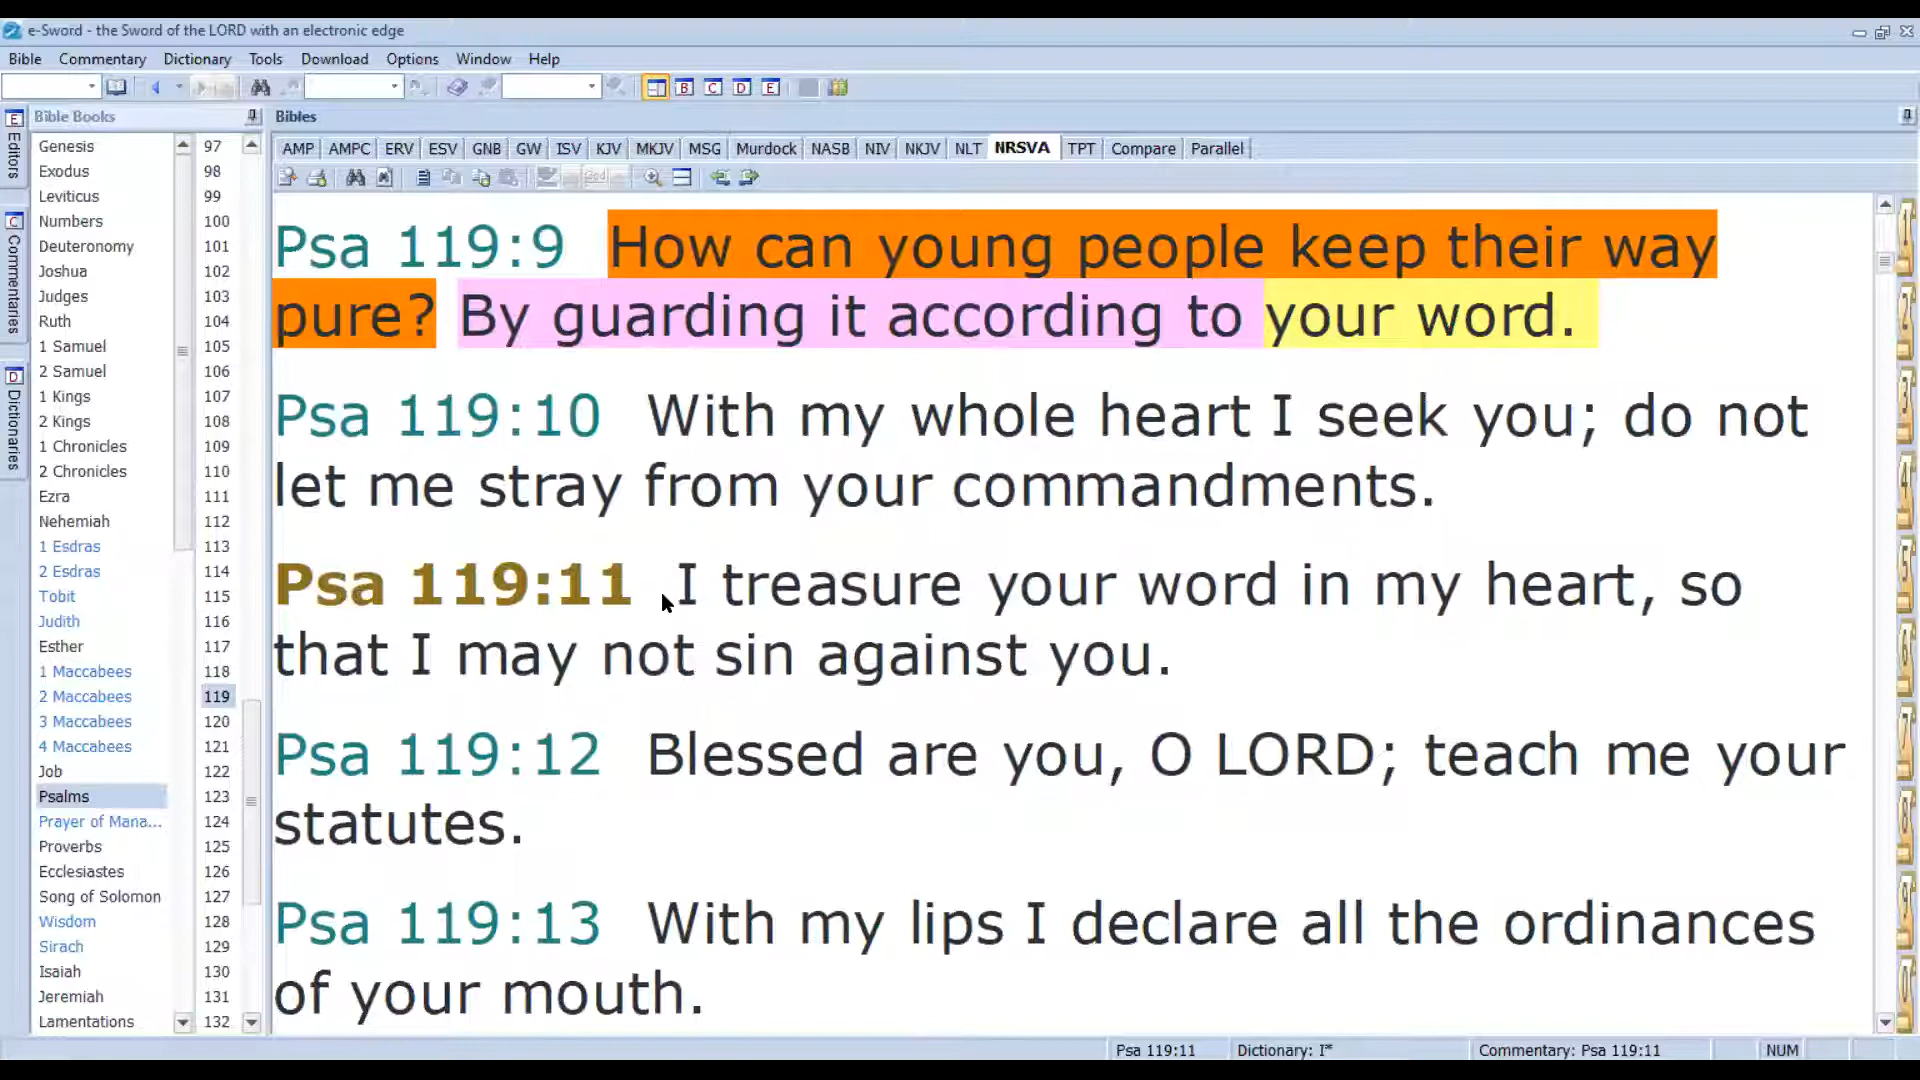 e-Sword - the Sword of the LORD with an electronic edge
Bible Commentary Dictionary Tools Download Options Window Help
B C D E
Bible Books
Bibles
E Editors
C Commentaries
D Dictionaries
AMP AMPC ERV ESV GNB GW ISV KJV MKJV MSG Murdock NASB NIV NKJV NLT NRSVA TPT Compare Parallel
Genesis 97
Exodus 98
Leviticus 99
Numbers 100
Deuteronomy 101
Joshua 102
Judges 103
Ruth 104
1 Samuel 105
2 Samuel 106
1 Kings 107
2 Kings 108
1 Chronicles 109
2 Chronicles 110
Ezra 111
Nehemiah 112
1 Esdras 113
2 Esdras 114
Tobit 115
Judith 116
Esther 117
1 Maccabees 118
2 Maccabees 119
3 Maccabees 120
4 Maccabees 121
Job 122
Psalms 123
Prayer of Mana... 124
Proverbs 125
Ecclesiastes 126
Song of Solomon 127
Wisdom 128
Sirach 129
Isaiah 130
Jeremiah 131
Lamentations 132
Psa 119:9 How can young people keep their way
pure? By guarding it according to your word.
Psa 119:10 With my whole heart I seek you; do not
let me stray from your commandments.
Psa 119:11 I treasure your word in my heart, so
that I may not sin against you.
Psa 119:12 Blessed are you, O LORD; teach me your
statutes.
Psa 119:13 With my lips I declare all the ordinances
of your mouth.
1
2
3
4
5
6
7
8
9
0
Psa 119:11 Dictionary: I* Commentary: Psa 119:11 NUM